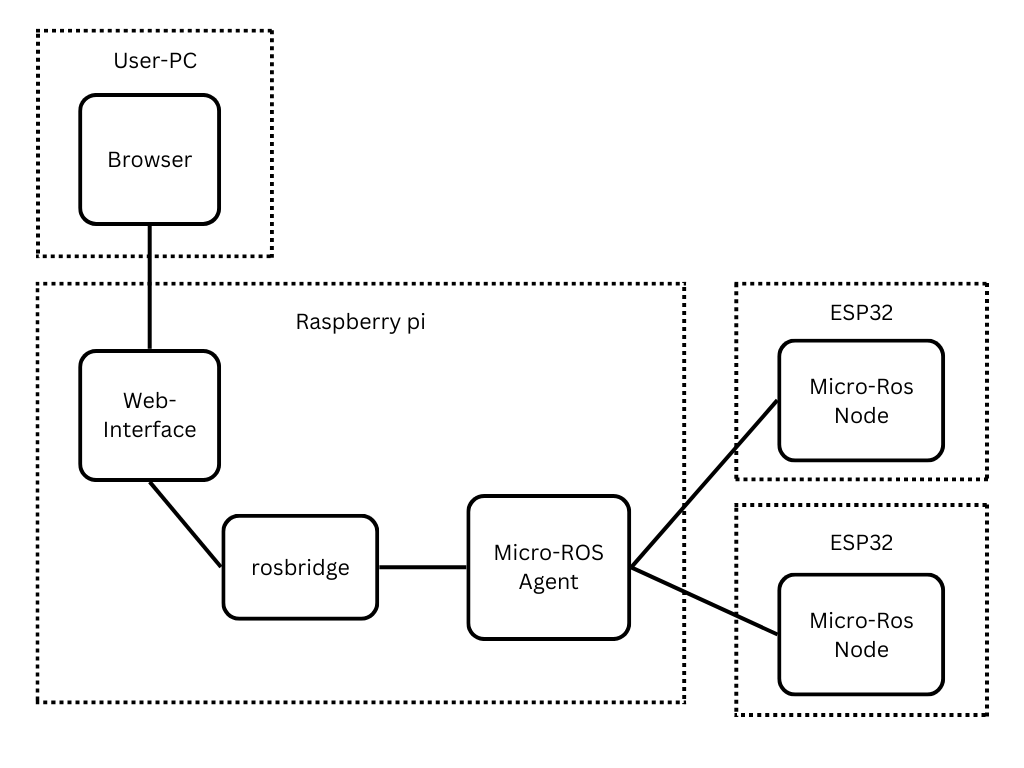 User-PC
Browser
Raspberry pi
Web-
Interface
rosbridge
Micro-ROS
Agent
ESP32
Micro-Ros
Node
ESP32
Micro-Ros
Node